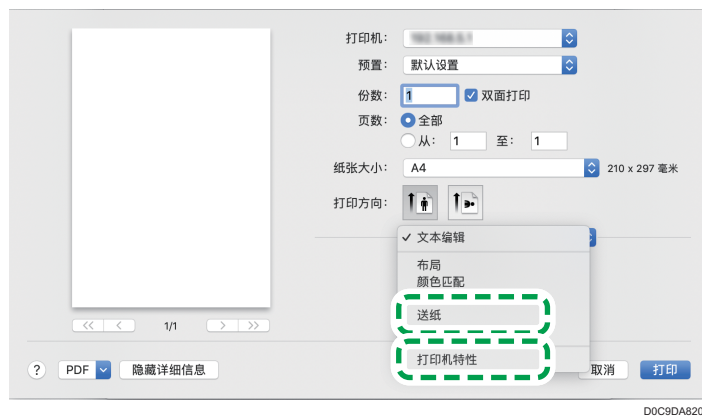 打印机：
预置： 默认设置
份数： 1 双面打印
页数： 全部
从： 1 至： 1
纸张大小： A4 210 x 297 毫米
打印方向：
文本编辑
布局
颜色匹配
送纸
打印机特性
1/1
? PDF 隐藏详细信息 取消 打印
D0C9DA820